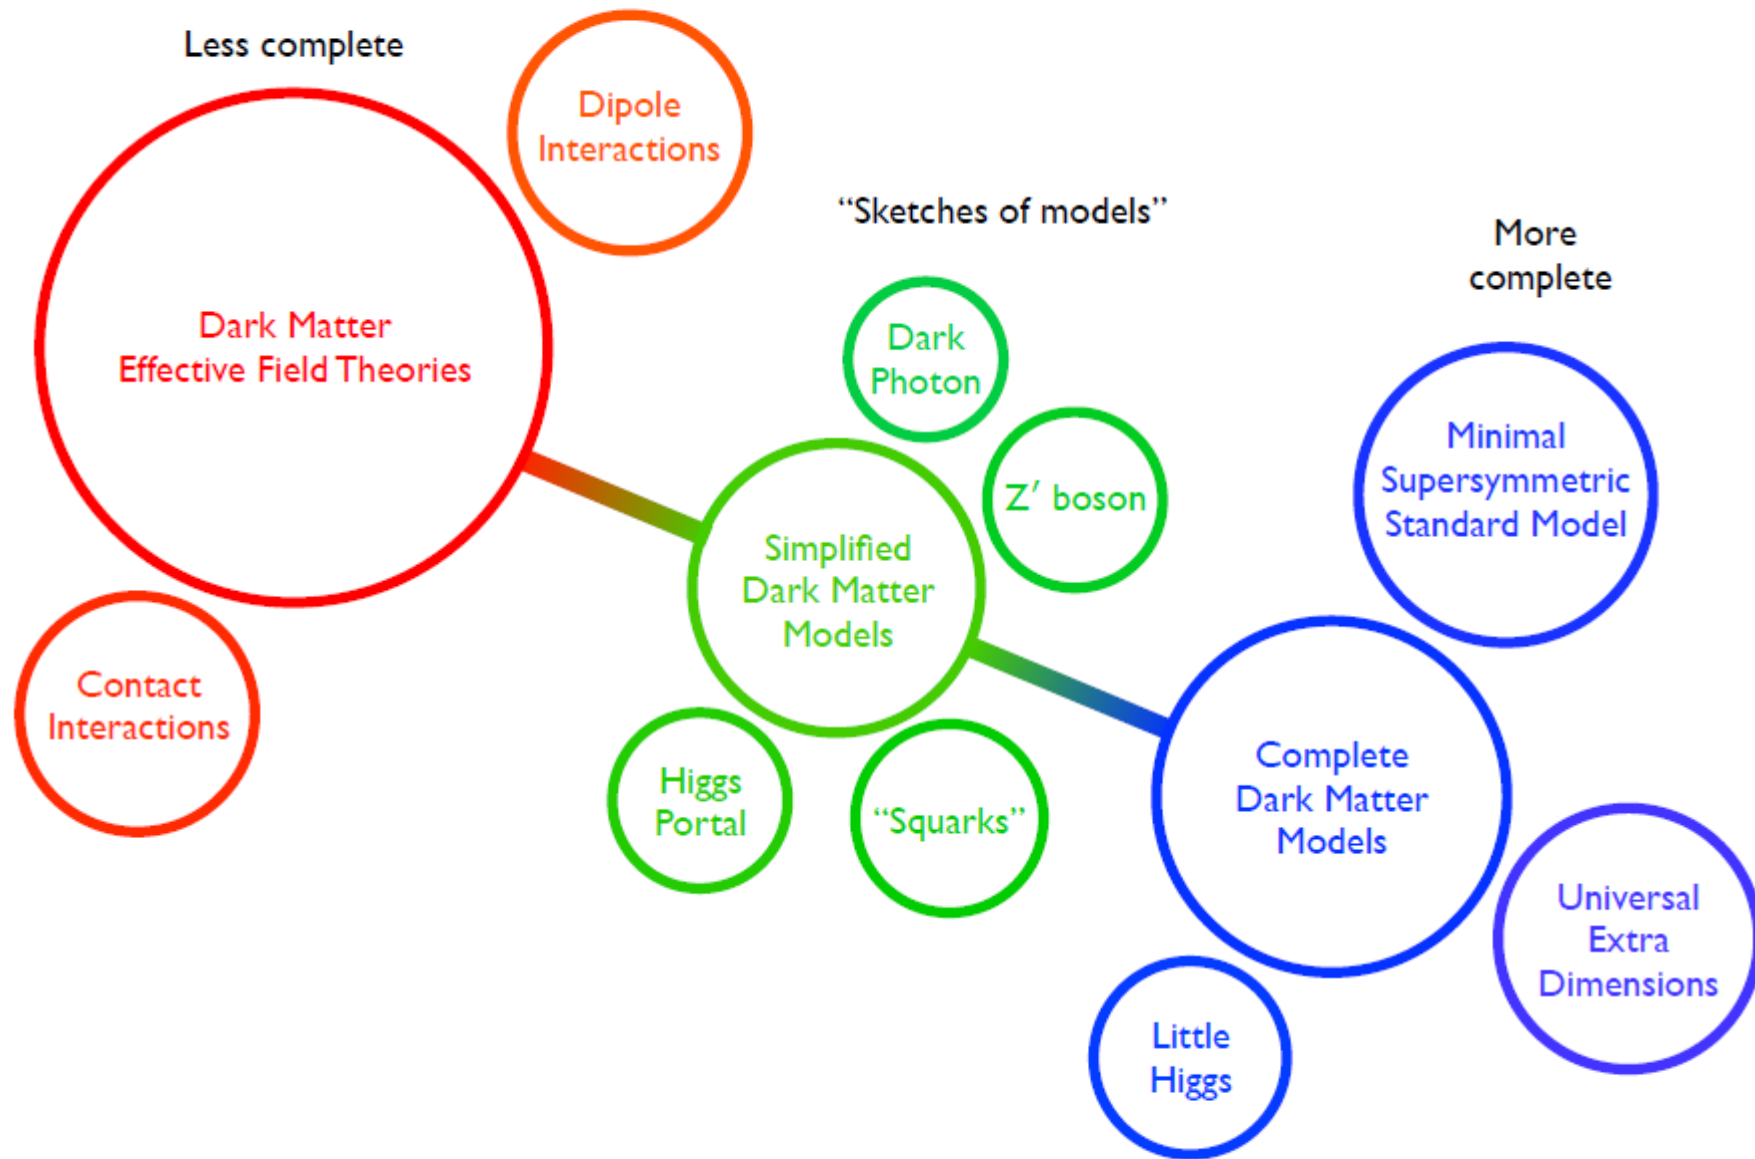 Less complete
Dipole
Interactions
"Sketches of models"
More
complete
Dark Matter
Effective Field Theories
Dark
Photon
Z′ boson
Minimal
Supersymmetric
Standard Model
Simplified
Dark Matter
Models
Contact
Interactions
Higgs
Portal
"Squarks"
Complete
Dark Matter
Models
Universal
Extra
Dimensions
Little
Higgs